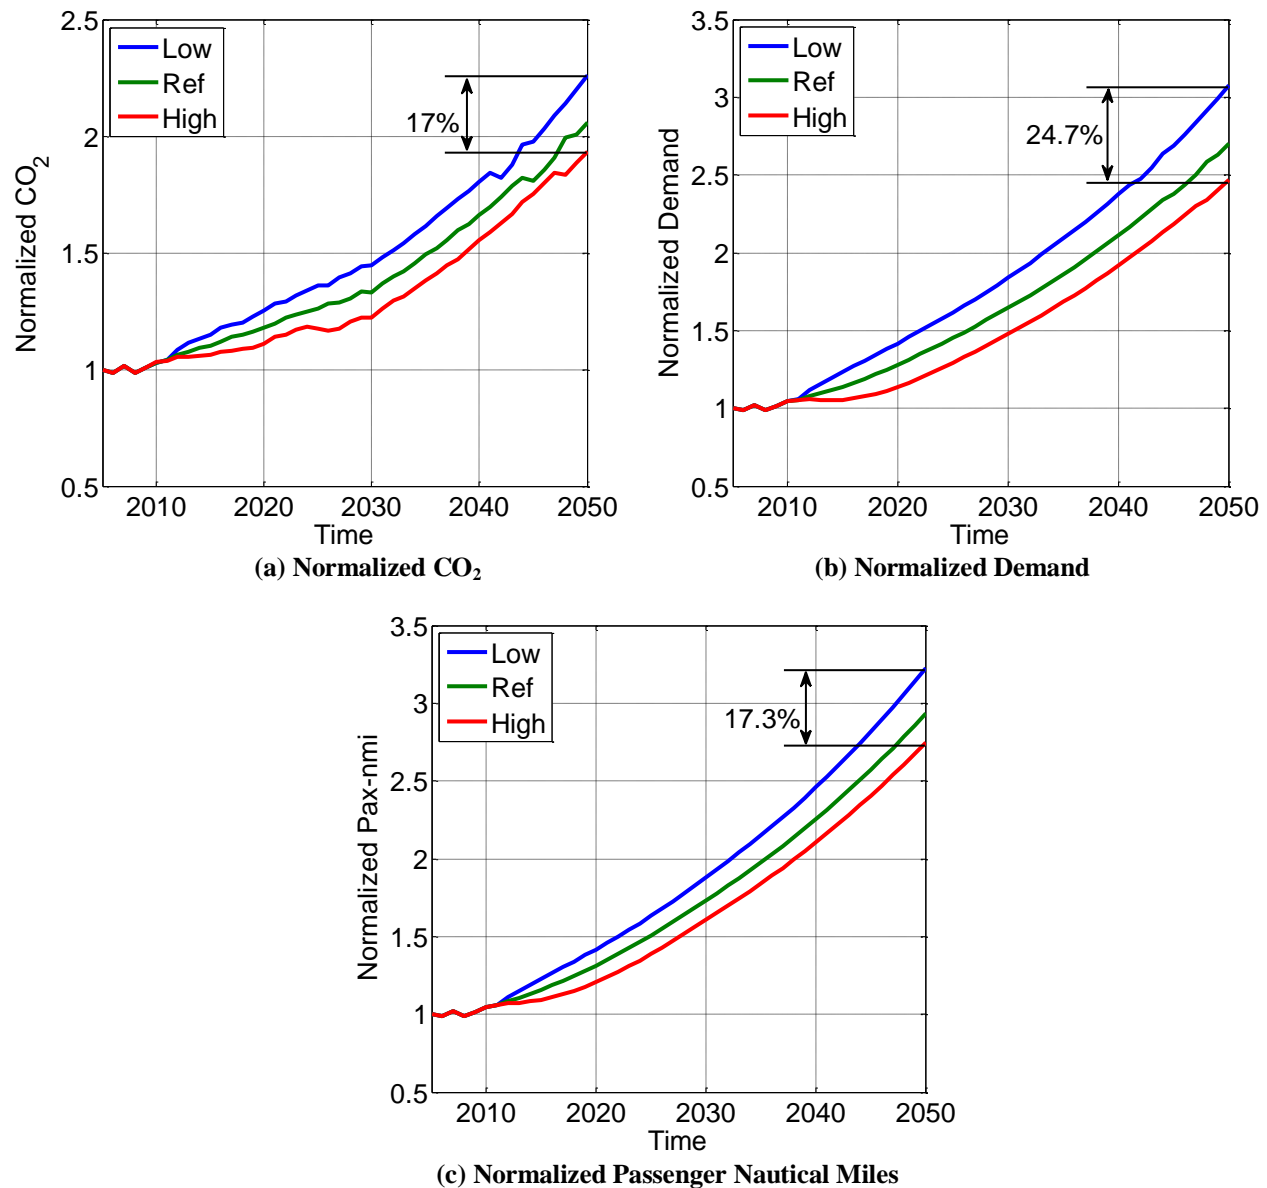 2.5
Low
Ref
High
17%
2
1.5
1
0.5
Normalized CO2
2010 2020 2030 2040 2050
Time
(a) Normalized CO₂
3.5
Low
Ref
High
24.7%
3
2.5
2
1.5
1
0.5
Normalized Demand
2010 2020 2030 2040 2050
Time
(b) Normalized Demand
3.5
Low
Ref
High
17.3%
3
2.5
2
1.5
1
0.5
Normalized Pax-nmi
2010 2020 2030 2040 2050
Time
(c) Normalized Passenger Nautical Miles